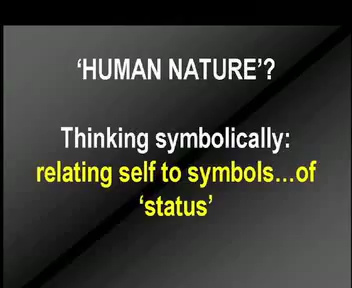 ‘HUMAN NATURE’?
Thinking symbolically:
relating self to symbols…of
‘status’